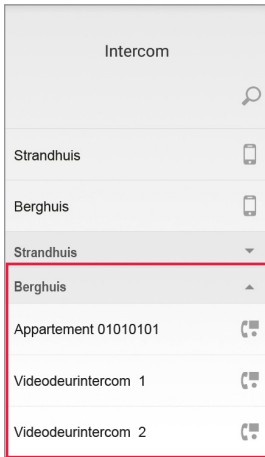 Intercom
Strandhuis
Berghuis
Strandhuis
Berghuis
Appartement 01010101
Videodeurintercom 1
Videodeurintercom 2